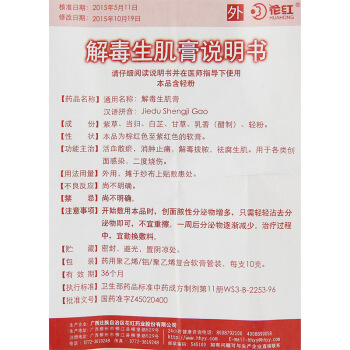 核准日期：2015年5月11日
修改日期：2015年10月19日
外
花红
HUAHONG
解毒生肌膏说明书
请仔细阅读说明书并在医师指导下使用
本品含轻粉
【药品名称】通用名称：解毒生肌膏
汉语拼音：Jiedu Shengji Gao
【成　　份】紫草、当归、白芷、甘草、乳香（醋制）、轻粉。
【性　　状】本品为棕红色至紫红色的软膏。
【功能主治】活血散瘀，消肿止痛，解毒拔脓，祛腐生肌。用于各类创
面感染，二度烧伤。
【用法用量】外用，摊于纱布上贴敷患处。
【不良反应】尚不明确。
【禁　　忌】尚不明确。
【注意事项】开始敷用本品时，创面脓性分泌物增多，只需轻轻沾去分
泌物即可，不宜重擦，一周后分泌物逐渐减少，治疗过程
中，宜勤换敷料。
【贮　　藏】密封，避光，置阴凉处。
【包　　装】药用聚乙烯/铝/聚乙烯复合软膏管装，每支10克。
【有 效 期】36个月
【执行标准】卫生部药品标准中药成方制剂第11册WS3-B-2253-96
【批准文号】国药准字Z45020400
生产企业：广西壮族自治区花红药业股份有限公司